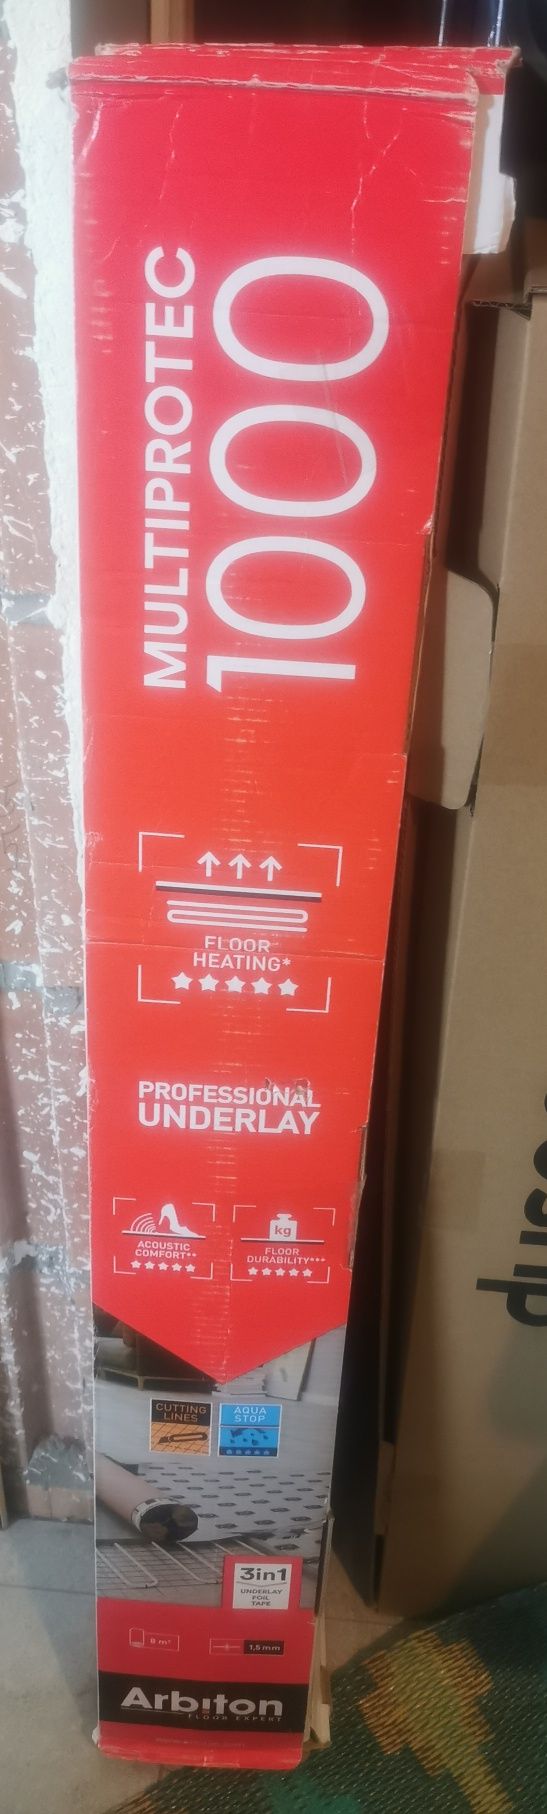 MULTIPROTEC
1000
FLOOR
HEATING*
PROFESSIONAL
UNDERLAY
ACOUSTIC
COMFORT**
kg
FLOOR
DURABILITY***
CUTTING
LINES
AQUA
STOP
3in1
UNDERLAY
FOIL
TAPE
8 m²
1,5 mm
Arbiton
FLOOR EXPERT